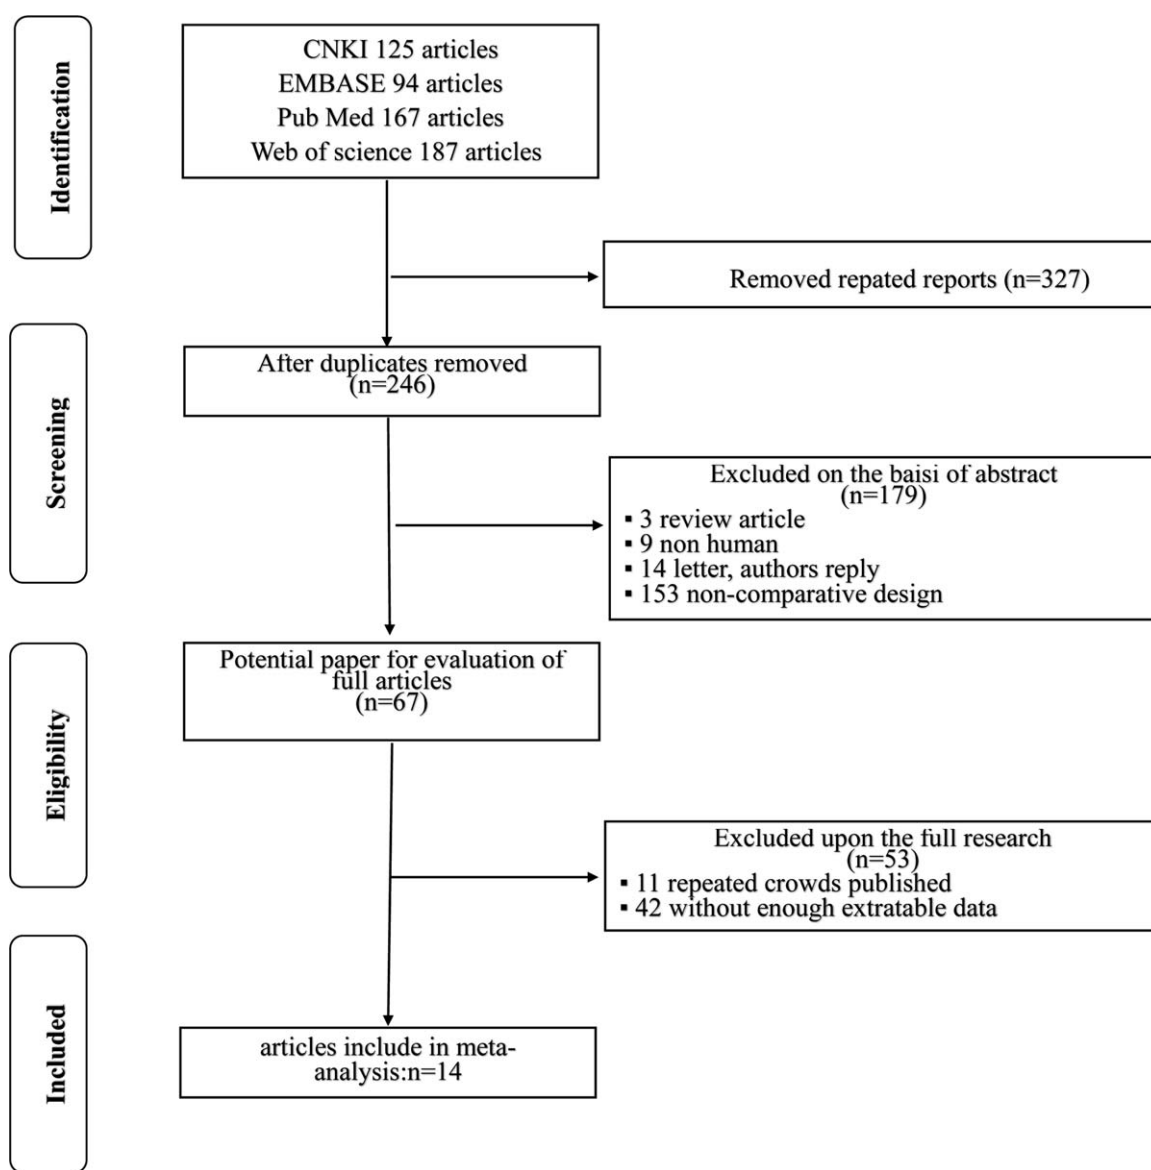 Identification
CNKI 125 articles
EMBASE 94 articles
Pub Med 167 articles
Web of science 187 articles
Removed repated reports (n=327)
Screening
After duplicates removed
(n=246)
Excluded on the baisi of abstract
(n=179)
▪ 3 review article
▪ 9 non human
▪ 14 letter, authors reply
▪ 153 non-comparative design
Eligibility
Potential paper for evaluation of
full articles
(n=67)
Excluded upon the full research
(n=53)
▪ 11 repeated crowds published
▪ 42 without enough extratable data
Included
articles include in meta-
analysis:n=14